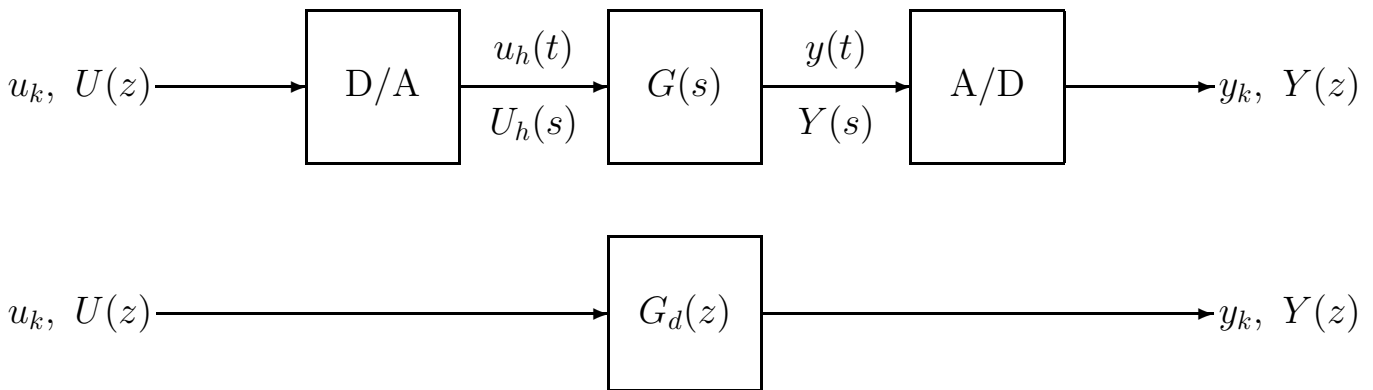 u_h(t) y(t)
u_k, U(z) D/A G(s) A/D y_k, Y(z)
U_h(s) Y(s)
u_k, U(z) G_d(z) y_k, Y(z)